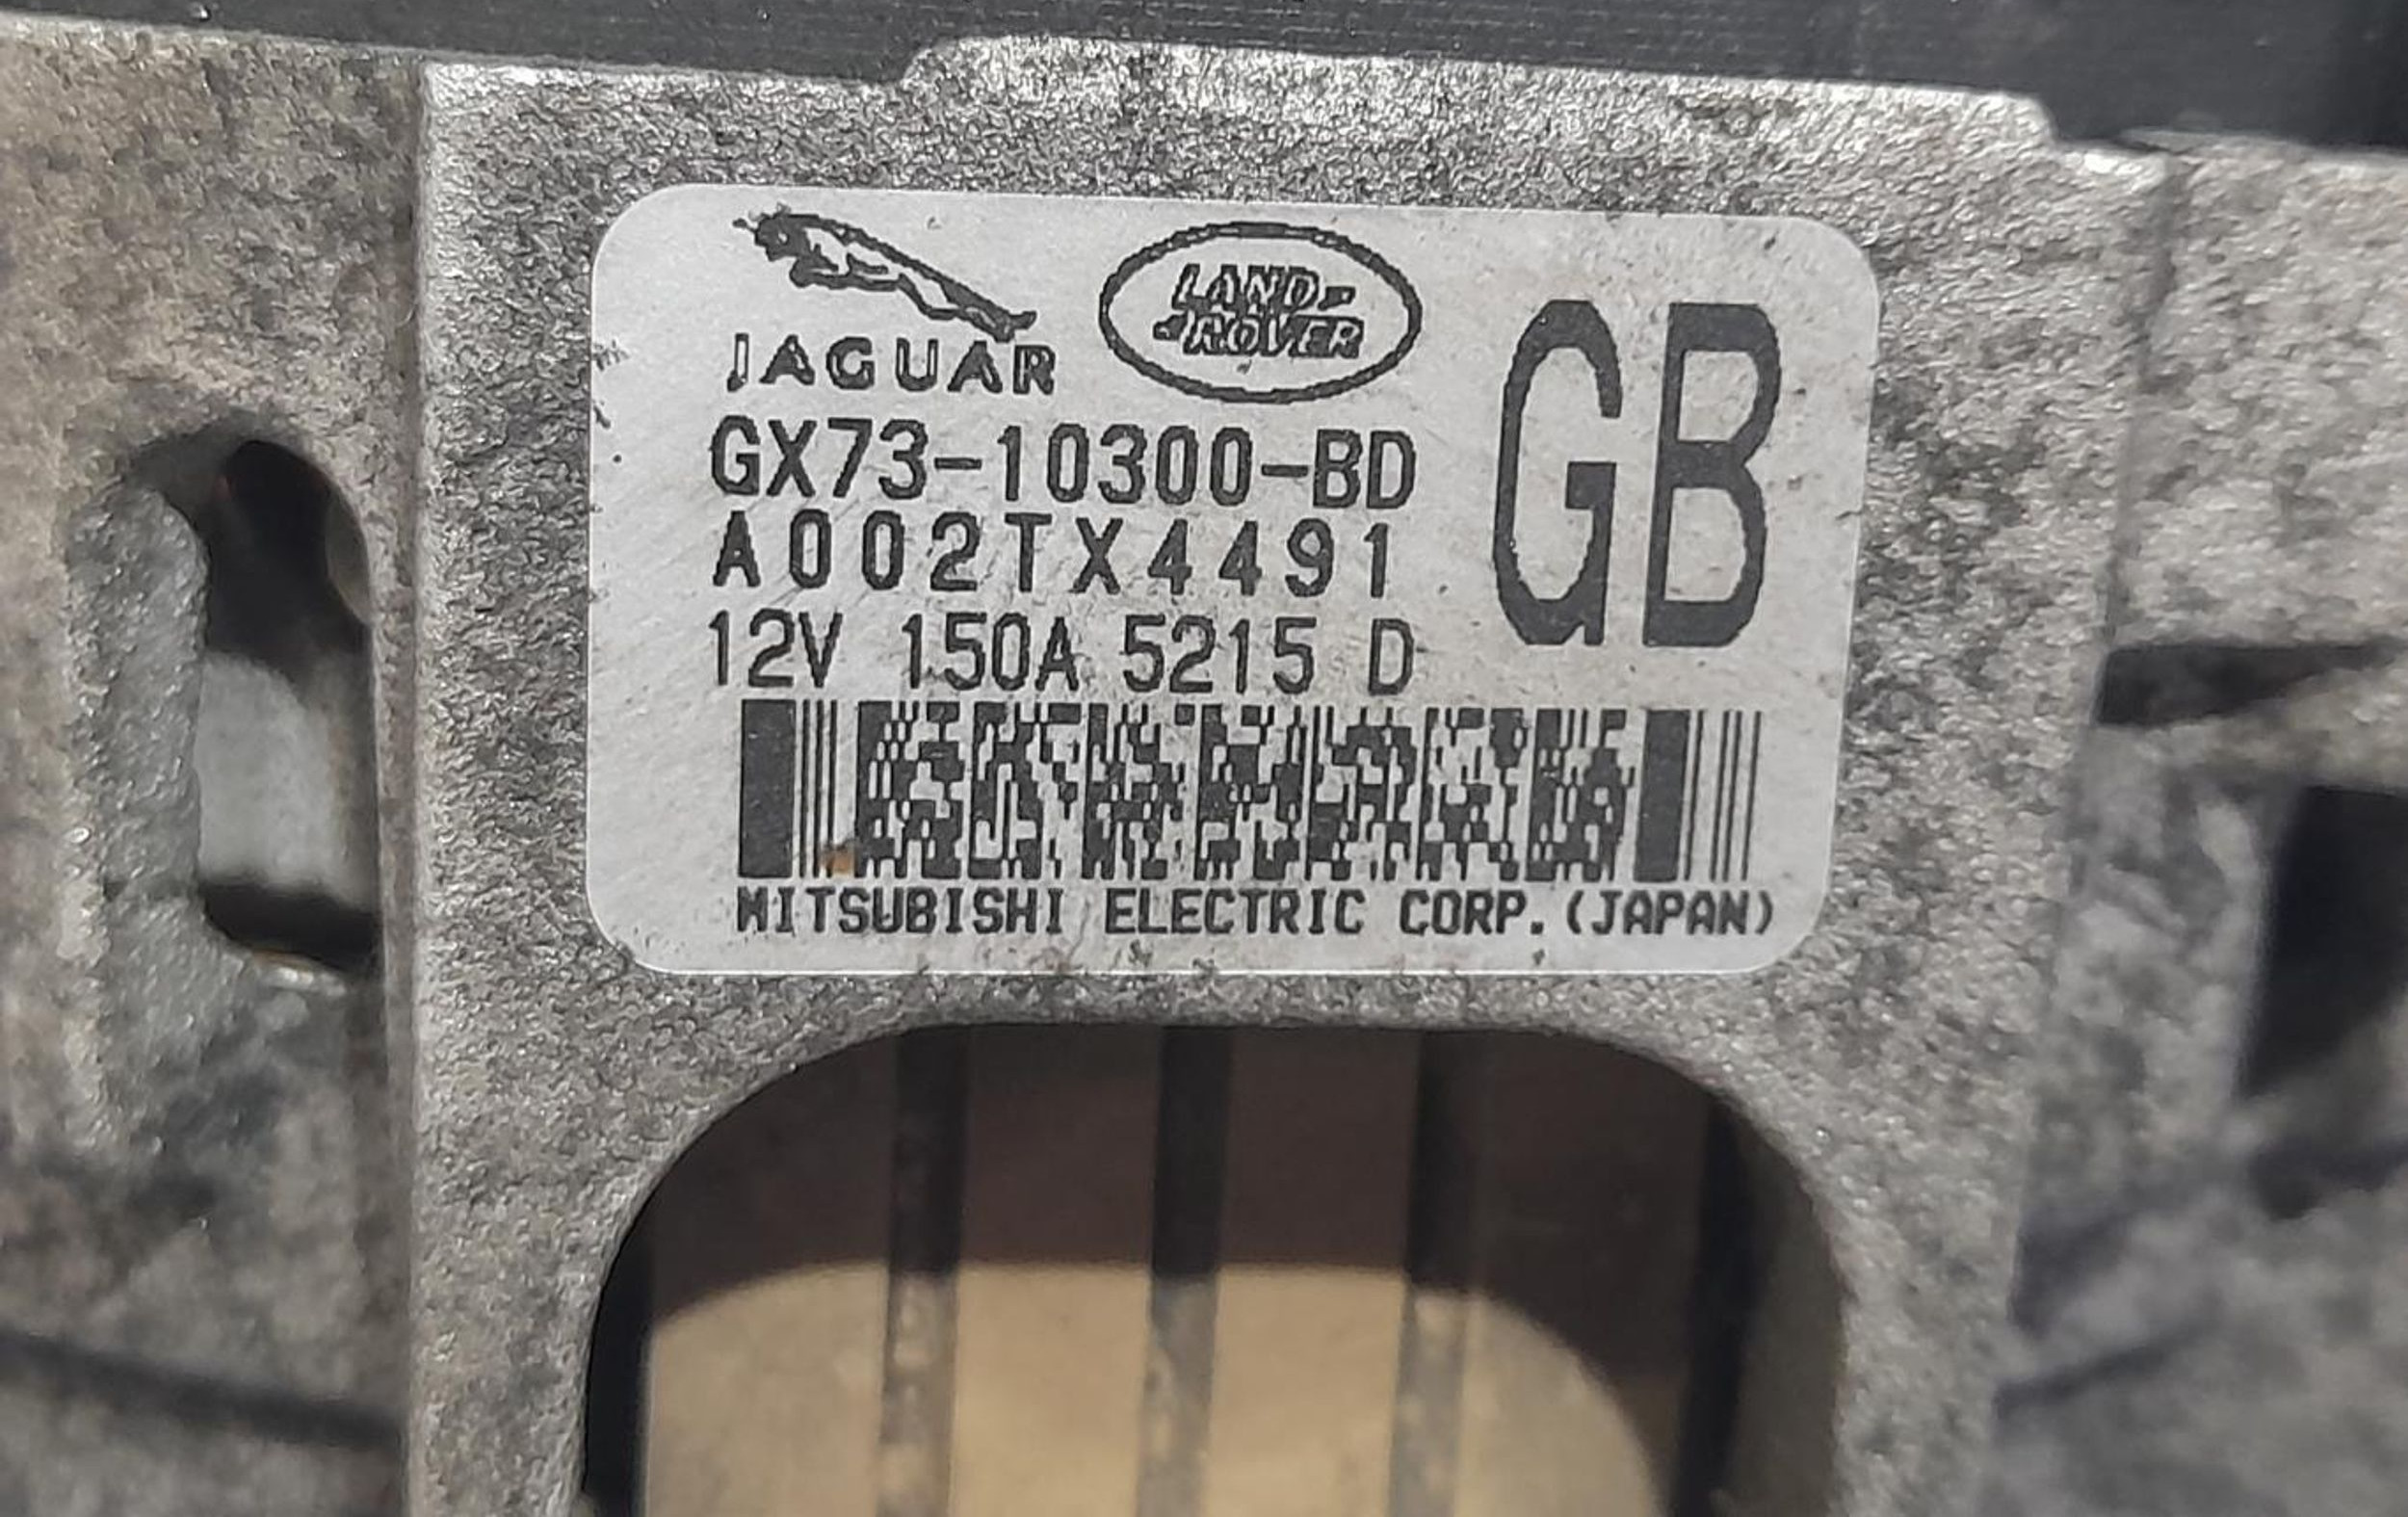 JAGUAR
LAND-
-ROVER
GB
GX73-10300-BD
A002TX4491
12V 150A 5215 D
MITSUBISHI ELECTRIC CORP.(JAPAN)